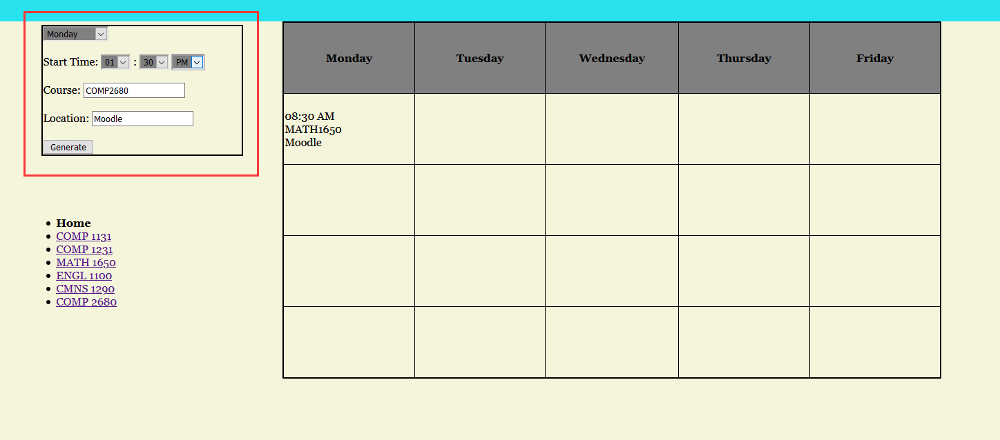 Monday
Start Time: 01 : 30 PM
Course: COMP2680
Location: Moodle
Generate
Home
COMP 1131
COMP 1231
MATH 1650
ENGL 1100
CMNS 1290
COMP 2680
Monday Tuesday Wednesday Thursday Friday
08:30 AM
MATH1650
Moodle